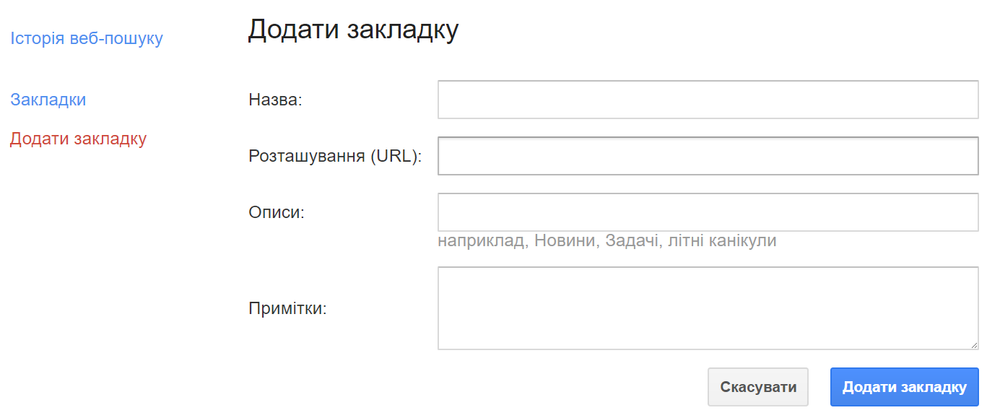 Додати закладку
Історія веб-пошуку
Закладки
Додати закладку
Назва:
Розташування (URL):
Описи:
наприклад, Новини, Задачі, літні канікули
Примітки:
Скасувати
Додати закладку